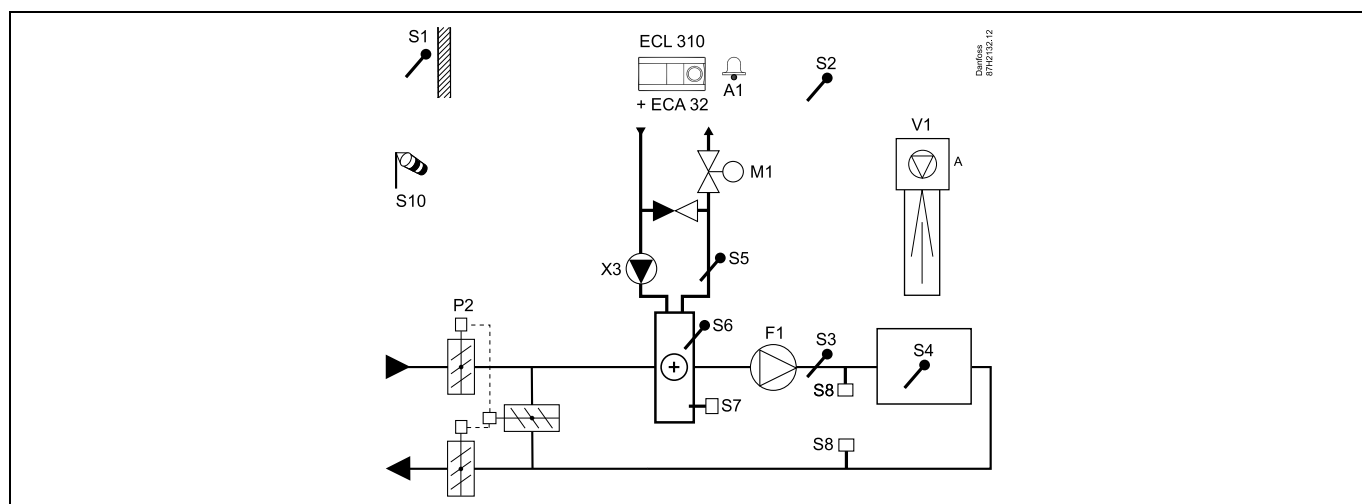 S1
ECL 310
A1
+ ECA 32
S2
Danfoss
87H2132.12
V1
A
S10
M1
X3
S5
P2
S6
F1
S3
S4
S8
S7
S8